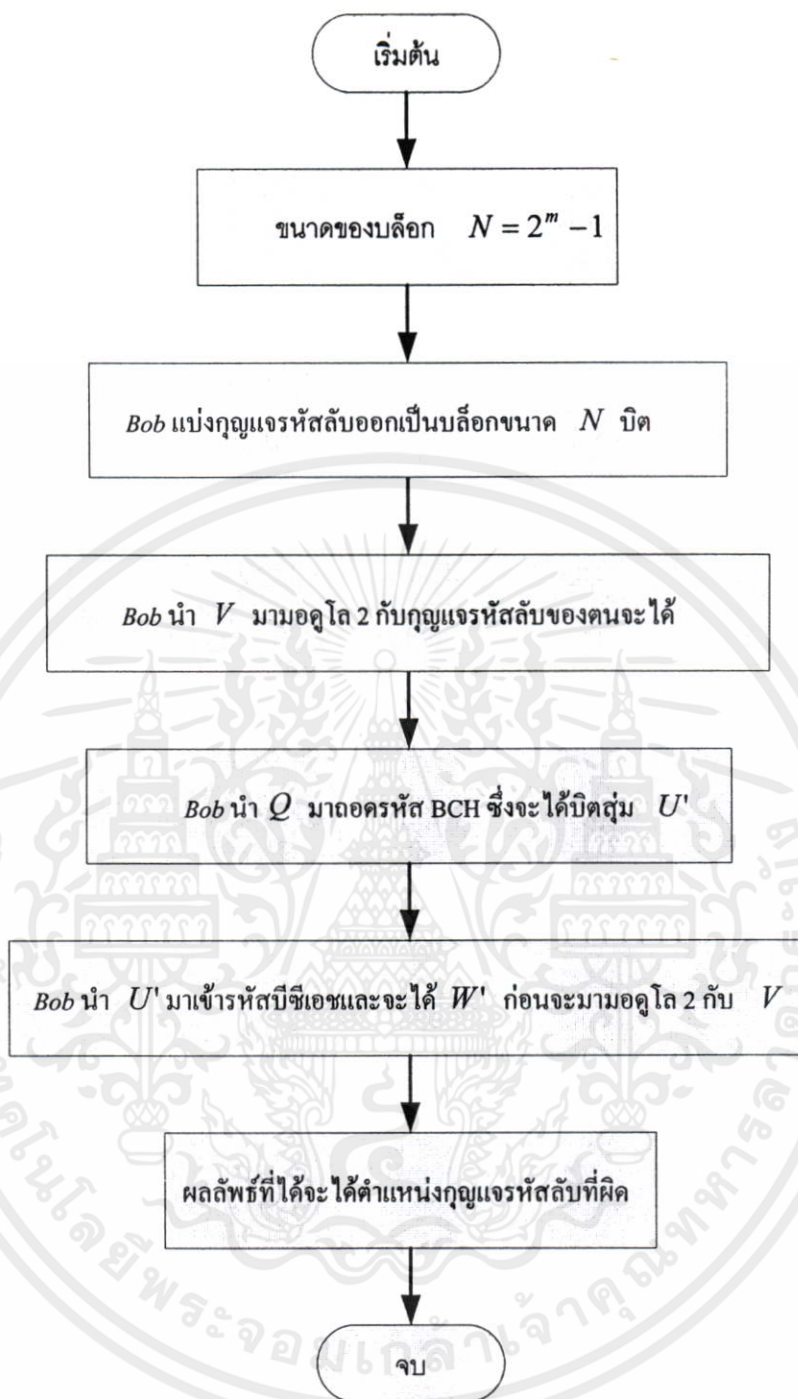 เริ่มต้น
ขนาดของบล็อก N = 2^m - 1
Bob แบ่งกุญแจรหัสลับออกเป็นบล็อกขนาด N บิต
Bob นำ V มามอดูโล 2 กับกุญแจรหัสลับของตนจะได้
Bob นำ Q มาถอดรหัส BCH ซึ่งจะได้บิตสุ่ม U'
Bob นำ U' มาเข้ารหัสบีซีเอชและจะได้ W' ก่อนจะมามอดูโล 2 กับ V
ผลลัพธ์ที่ได้จะได้ตำแหน่งกุญแจรหัสลับที่ผิด
จบ